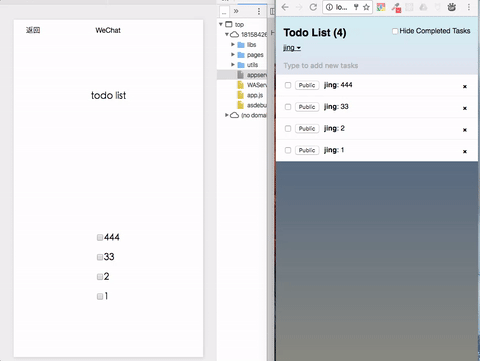 返回
WeChat
todo list
444
33
2
1
...
»
top
18158426
libs
pages
utils
appserv
WAServ
app.js
asdebu
(no doma
lo
Todo List (4)
Hide Completed Tasks
jing
Type to add new tasks
Public jing: 444 ×
Public jing: 33 ×
Public jing: 2 ×
Public jing: 1 ×